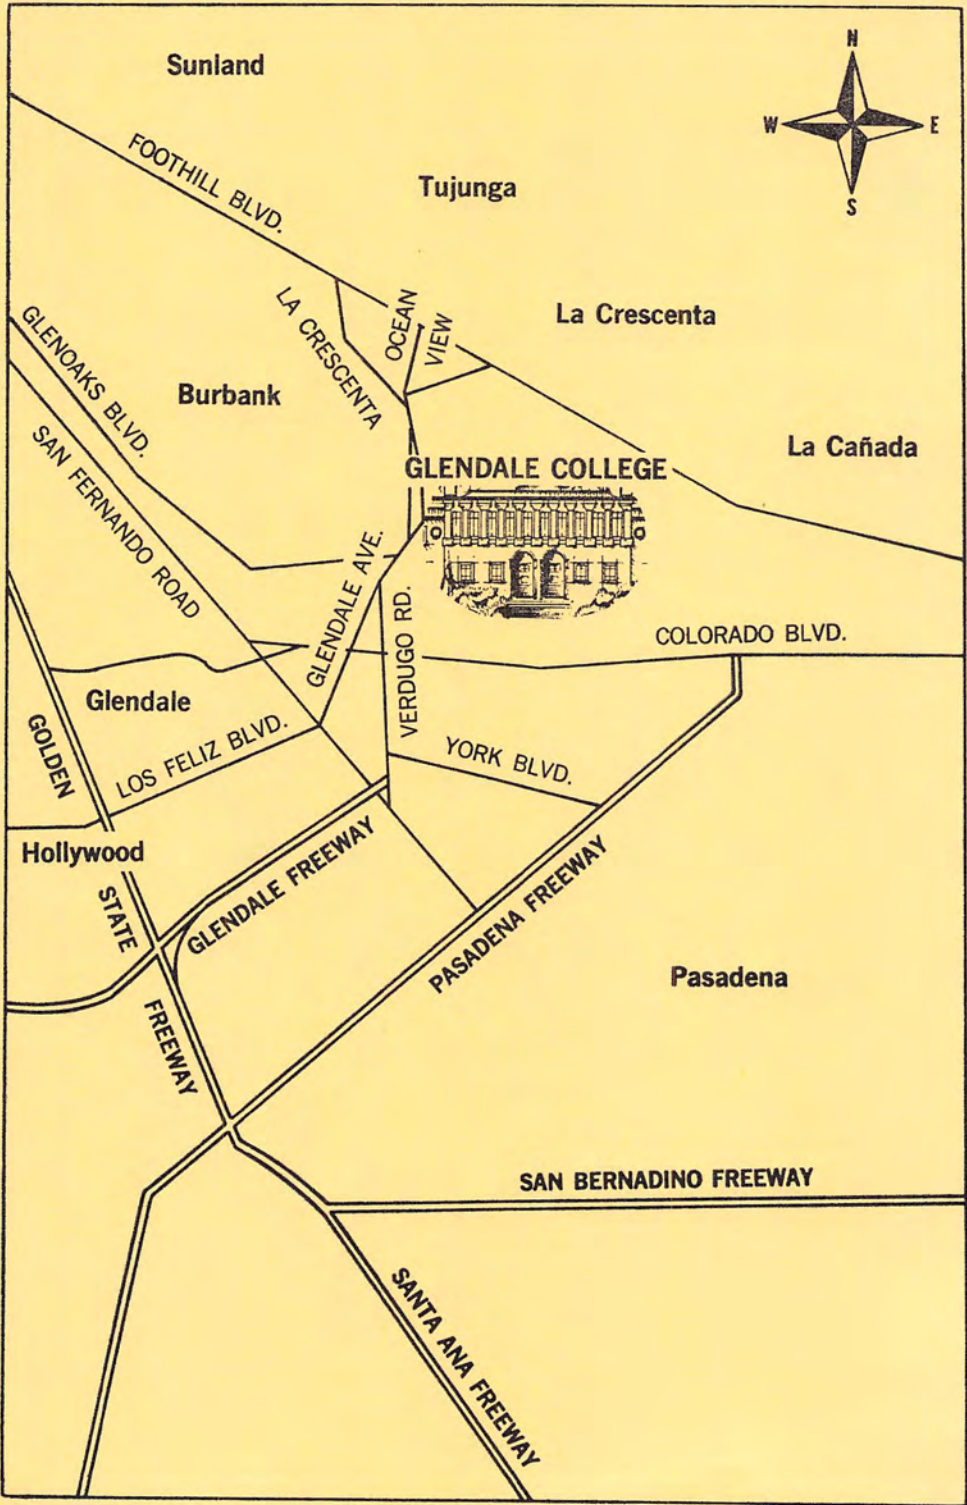 N
Sunland
W
E
FOOTHILL BLVD.
Tujunga
S
LA CRESCENTA
OCEAN
VIEW
La Crescenta
GLENOAKS BLVD.
Burbank
SAN FERNANDO ROAD
La Cañada
GLENDALE COLLEGE
GLENDALE AVE.
VERDUGO RD.
COLORADO BLVD.
Glendale
GOLDEN
LOS FELIZ BLVD.
YORK BLVD.
Hollywood
STATE
GLENDALE FREEWAY
PASADENA FREEWAY
Pasadena
FREEWAY
SAN BERNADINO FREEWAY
SANTA ANA FREEWAY